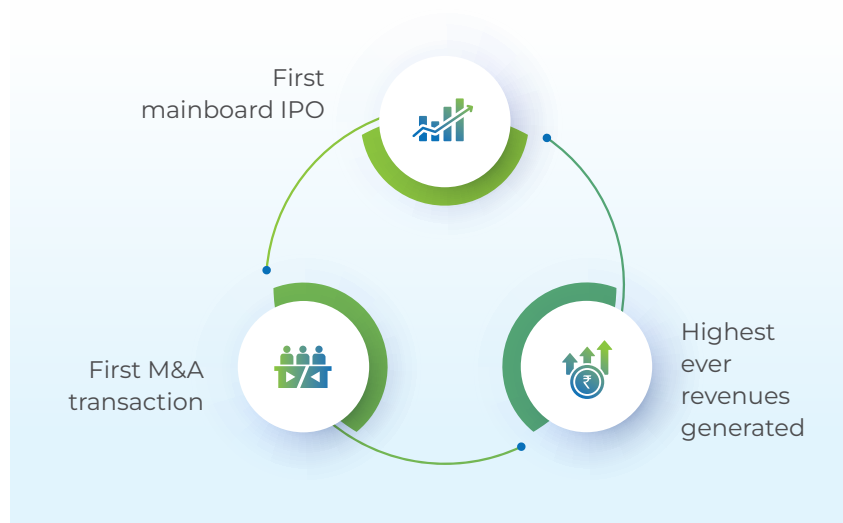 First
mainboard IPO
First M&A
transaction
Highest
ever
revenues
generated
₹